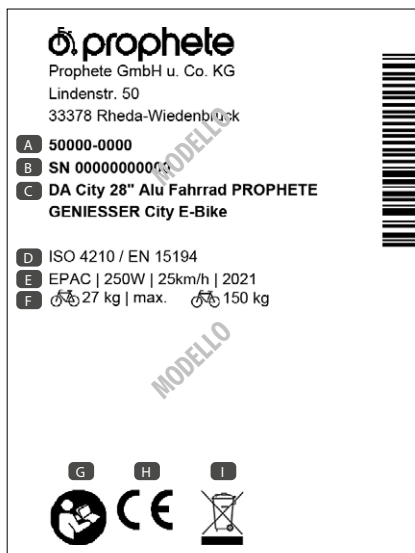 prophete
Prophete GmbH u. Co. KG
Lindenstr. 50
33378 Rheda-Wiedenbrück
A 50000-0000
B SN 00000000000
C DA City 28" Alu Fahrrad PROPHETE
GENIESSER City E-Bike
MODELLO
D ISO 4210 / EN 15194
E EPAC | 250W | 25km/h | 2021
F 27 kg | max. 150 kg
MODELLO
G H I
CE